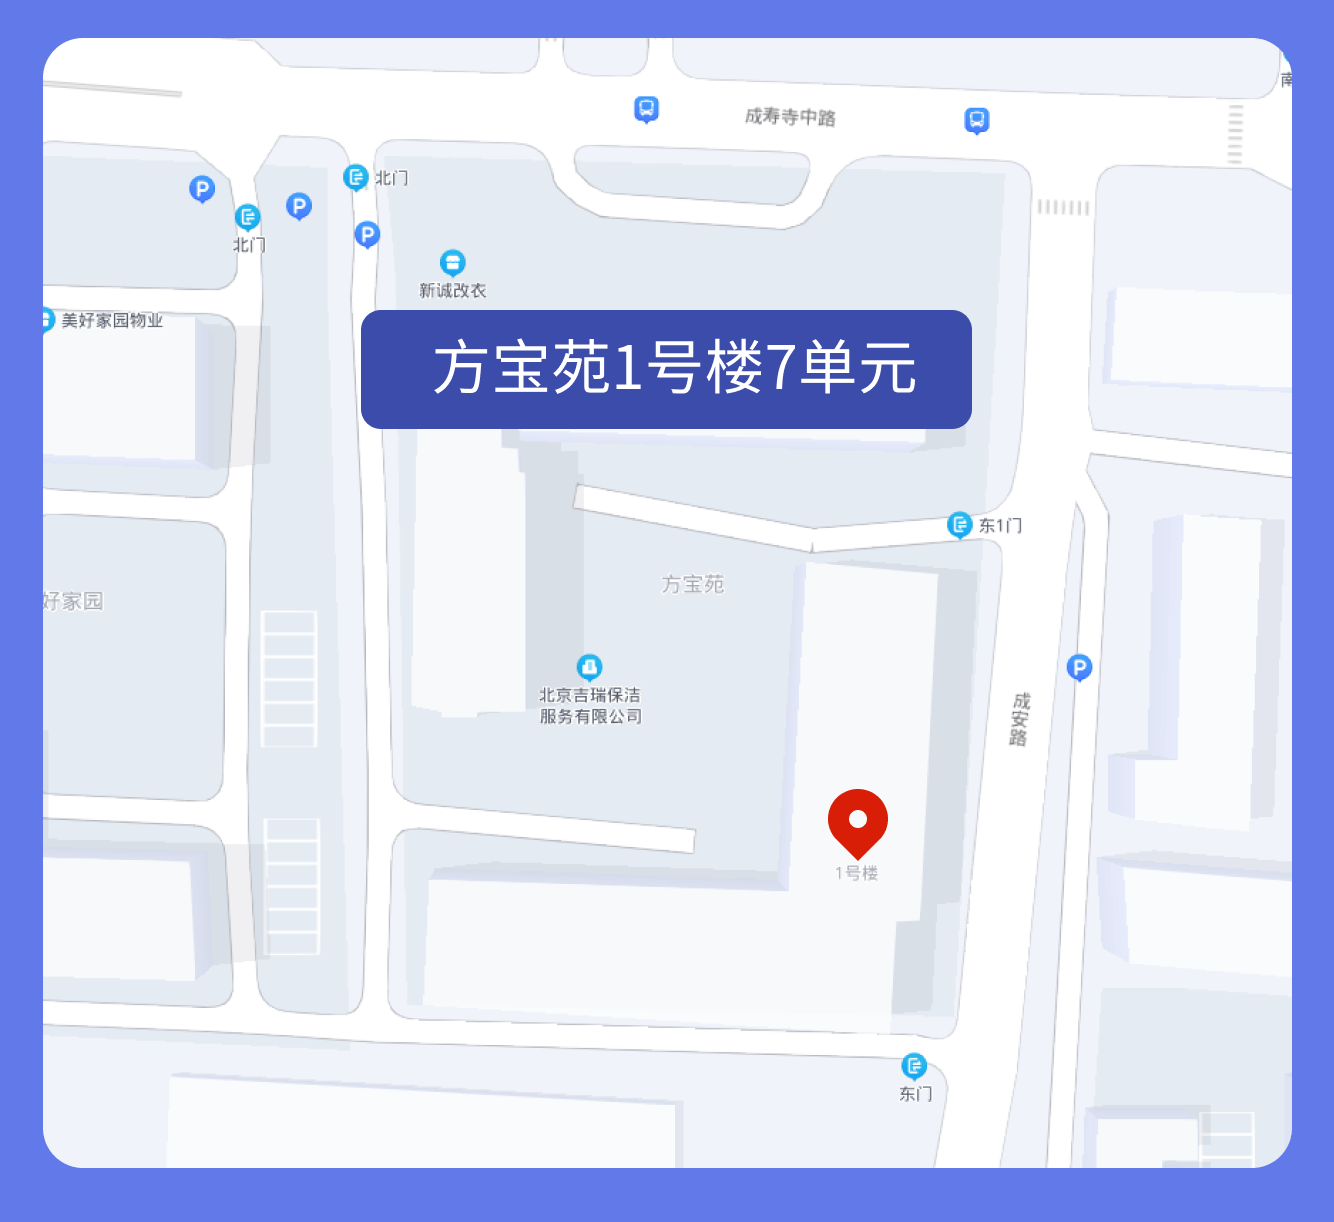 南
成寿寺中路
北门
北门
新诚改衣
美好家园物业
方宝苑1号楼7单元
东1门
方宝苑
好家园
北京吉瑞保洁
服务有限公司
成安路
1号楼
东门